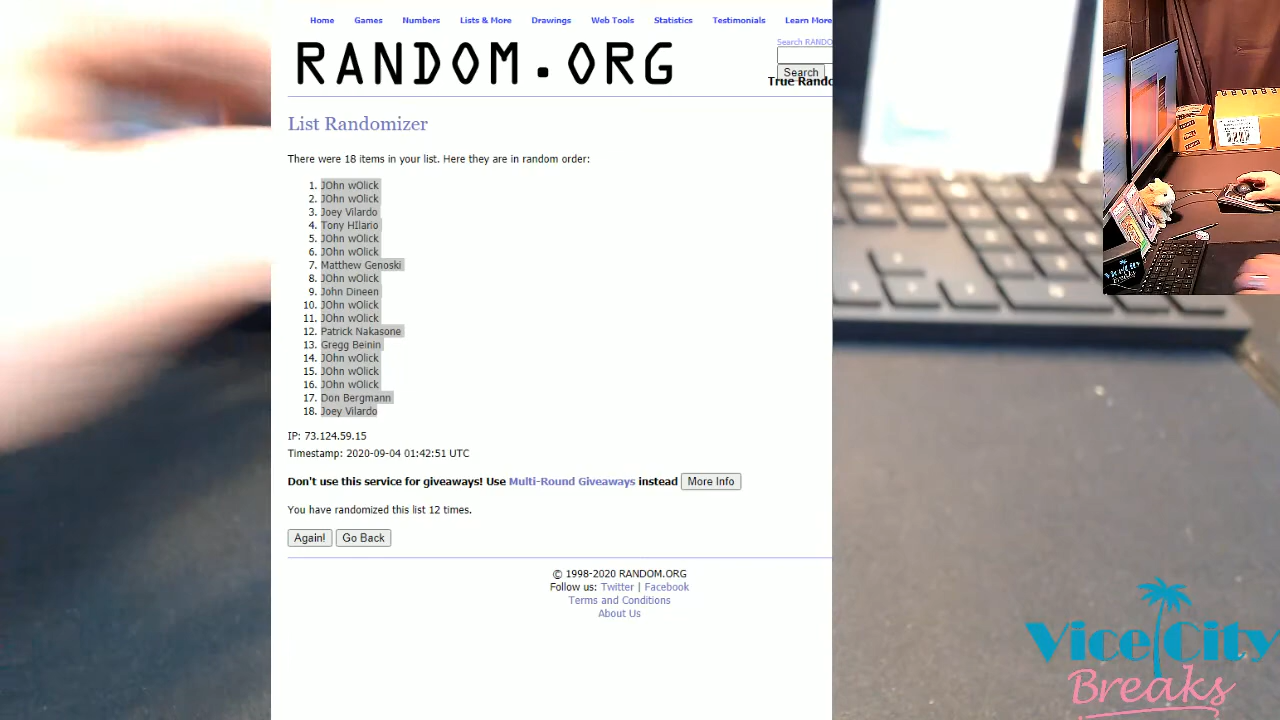 Home Games Numbers Lists & More Drawings Web Tools Statistics Testimonials Learn More
RANDOM.ORG
Search RANDO
Search
True Rando
List Randomizer
There were 18 items in your list. Here they are in random order:
1. JOhn wOlick
2. JOhn wOlick
3. Joey Vilardo
4. Tony HIlario
5. JOhn wOlick
6. JOhn wOlick
7. Matthew Genoski
8. JOhn wOlick
9. John Dineen
10. JOhn wOlick
11. JOhn wOlick
12. Patrick Nakasone
13. Gregg Beinin
14. JOhn wOlick
15. JOhn wOlick
16. JOhn wOlick
17. Don Bergmann
18. Joey Vilardo
IP: 73.124.59.15
Timestamp: 2020-09-04 01:42:51 UTC
Don't use this service for giveaways! Use Multi-Round Giveaways instead More Info
You have randomized this list 12 times.
Again! Go Back
© 1998-2020 RANDOM.ORG
Follow us: Twitter | Facebook
Terms and Conditions
About Us
Vice City
Breaks
Vice City
Breaks